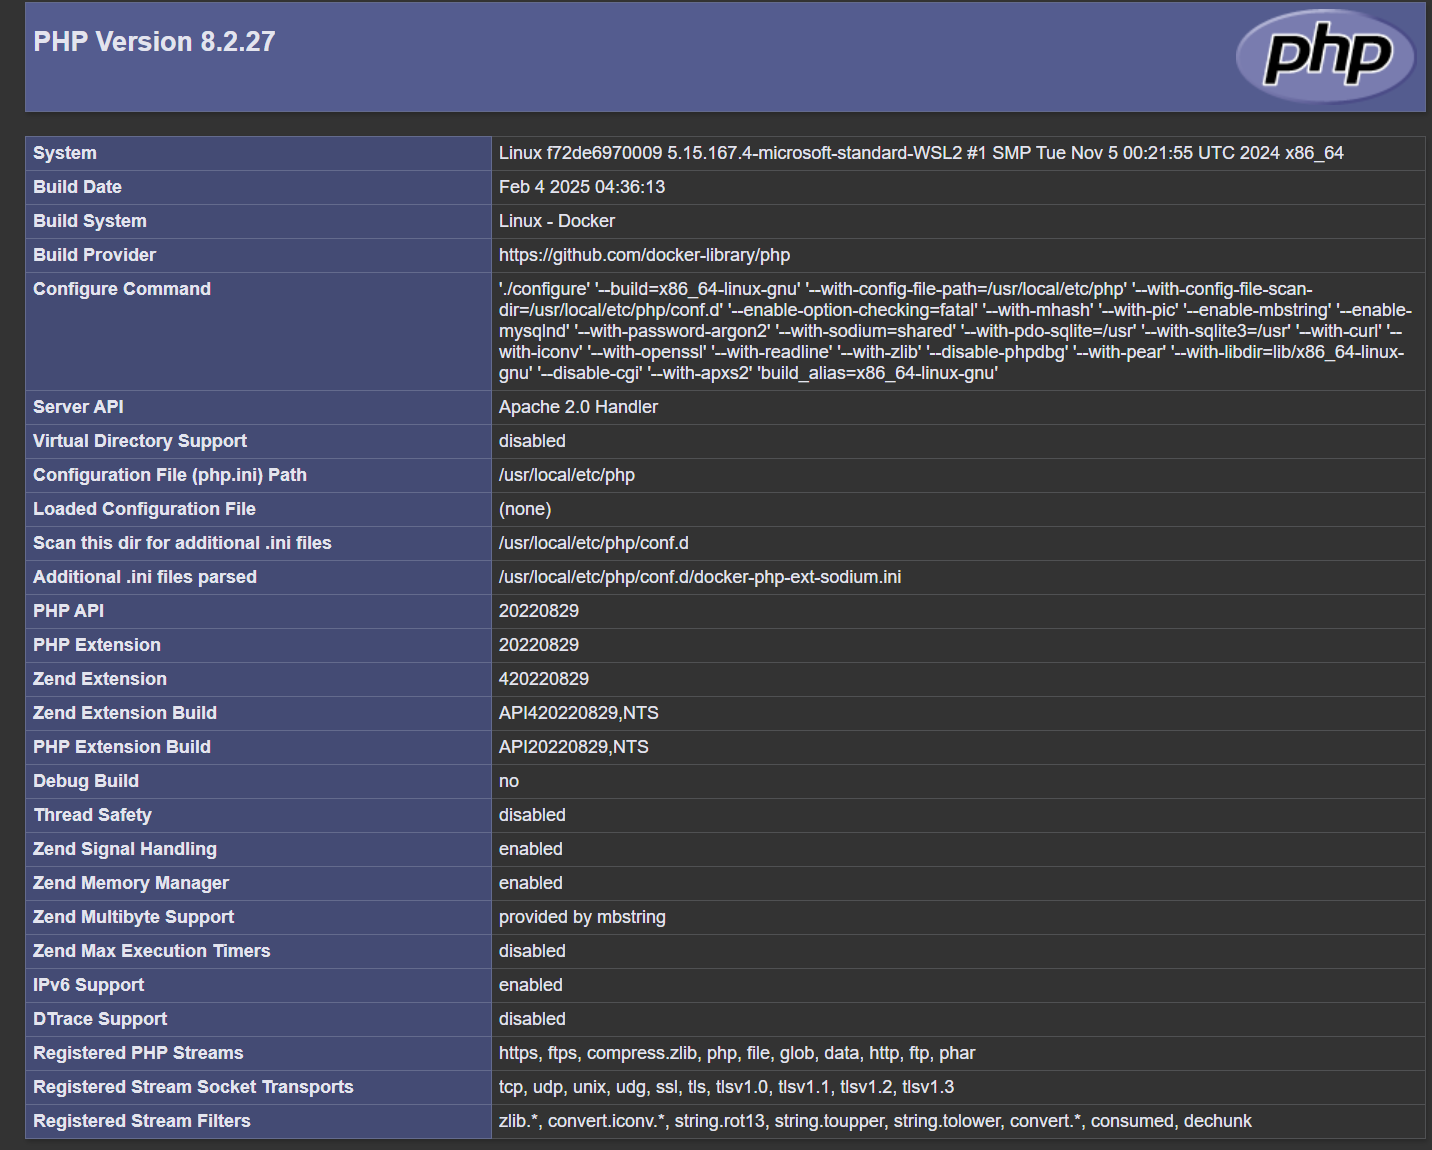 PHP Version 8.2.27
php
System Linux f72de6970009 5.15.167.4-microsoft-standard-WSL2 #1 SMP Tue Nov 5 00:21:55 UTC 2024 x86_64
Build Date Feb 4 2025 04:36:13
Build System Linux - Docker
Build Provider https://github.com/docker-library/php
Configure Command './configure' '--build=x86_64-linux-gnu' '--with-config-file-path=/usr/local/etc/php' '--with-config-file-scan-
dir=/usr/local/etc/php/conf.d' '--enable-option-checking=fatal' '--with-mhash' '--with-pic' '--enable-mbstring' '--enable-
mysqlnd' '--with-password-argon2' '--with-sodium=shared' '--with-pdo-sqlite=/usr' '--with-sqlite3=/usr' '--with-curl' '--
with-iconv' '--with-openssl' '--with-readline' '--with-zlib' '--disable-phpdbg' '--with-pear' '--with-libdir=lib/x86_64-linux-
gnu' '--disable-cgi' '--with-apxs2' 'build_alias=x86_64-linux-gnu'
Server API Apache 2.0 Handler
Virtual Directory Support disabled
Configuration File (php.ini) Path /usr/local/etc/php
Loaded Configuration File (none)
Scan this dir for additional .ini files /usr/local/etc/php/conf.d
Additional .ini files parsed /usr/local/etc/php/conf.d/docker-php-ext-sodium.ini
PHP API 20220829
PHP Extension 20220829
Zend Extension 420220829
Zend Extension Build API420220829,NTS
PHP Extension Build API20220829,NTS
Debug Build no
Thread Safety disabled
Zend Signal Handling enabled
Zend Memory Manager enabled
Zend Multibyte Support provided by mbstring
Zend Max Execution Timers disabled
IPv6 Support enabled
DTrace Support disabled
Registered PHP Streams https, ftps, compress.zlib, php, file, glob, data, http, ftp, phar
Registered Stream Socket Transports tcp, udp, unix, udg, ssl, tls, tlsv1.0, tlsv1.1, tlsv1.2, tlsv1.3
Registered Stream Filters zlib.*, convert.iconv.*, string.rot13, string.toupper, string.tolower, convert.*, consumed, dechunk